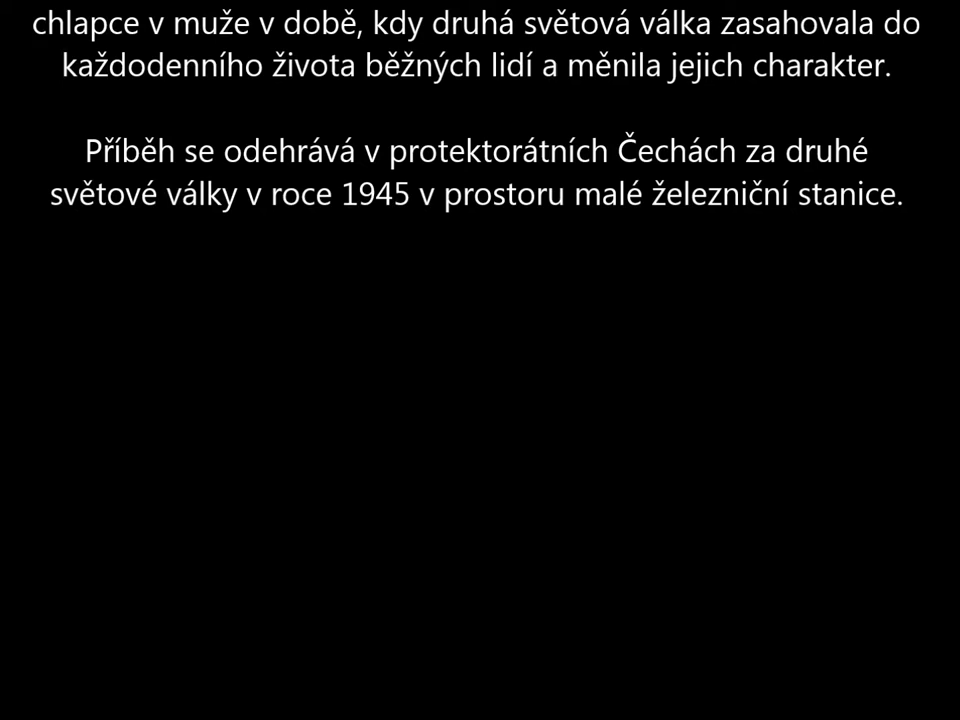 chlapce v muže v době, kdy druhá světová válka zasahovala do
každodenního života běžných lidí a měnila jejich charakter.
Příběh se odehrává v protektorátních Čechách za druhé
světové války v roce 1945 v prostoru malé železniční stanice.